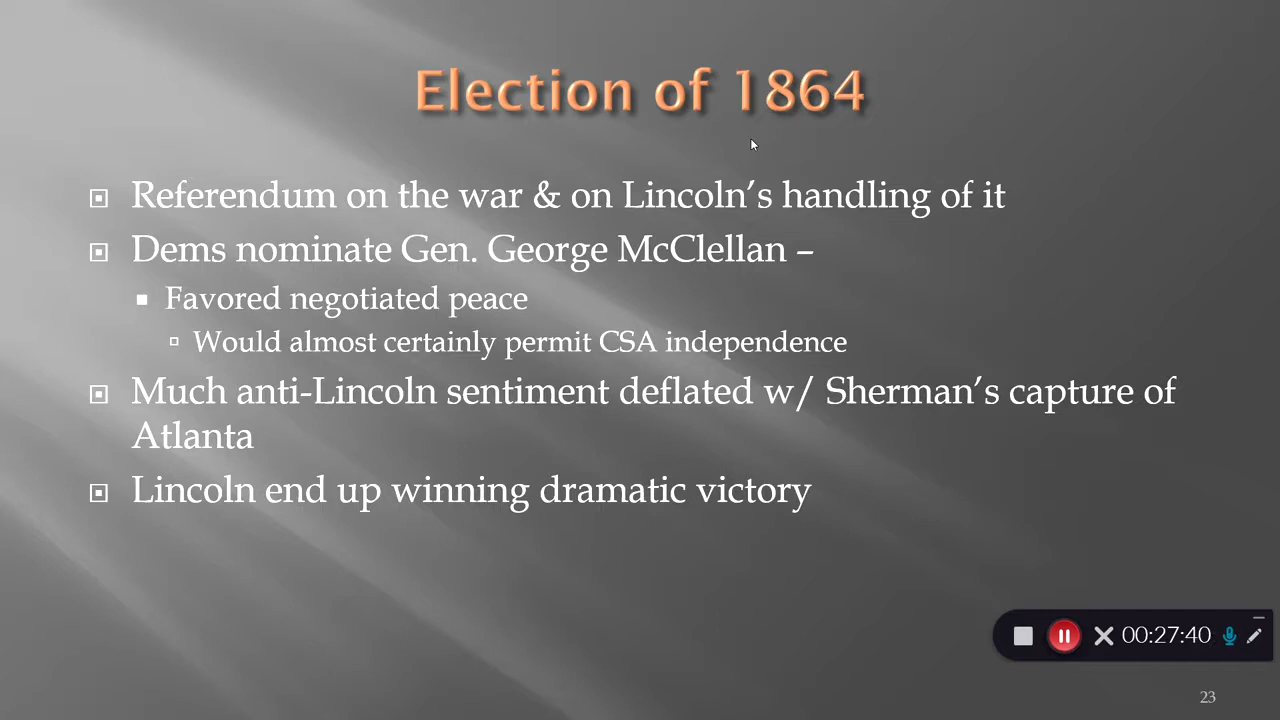 Election of 1864
Referendum on the war & on Lincoln's handling of it
Dems nominate Gen. George McClellan –
Favored negotiated peace
Would almost certainly permit CSA independence
Much anti-Lincoln sentiment deflated w/ Sherman's capture of
Atlanta
Lincoln end up winning dramatic victory
00:27:40
23